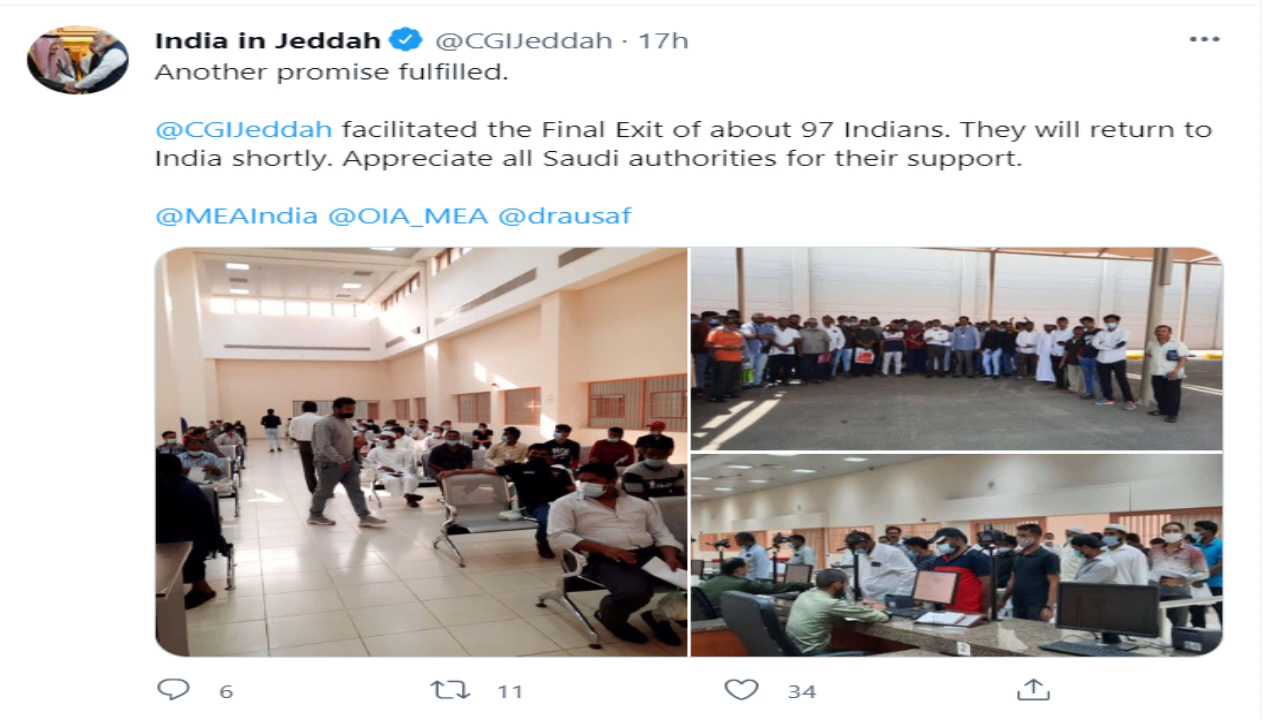 India in Jeddah @CGIJeddah · 17h
Another promise fulfilled.
@CGIJeddah facilitated the Final Exit of about 97 Indians. They will return to
India shortly. Appreciate all Saudi authorities for their support.
@MEAIndia @OIA_MEA @drausaf
2
6 11 34